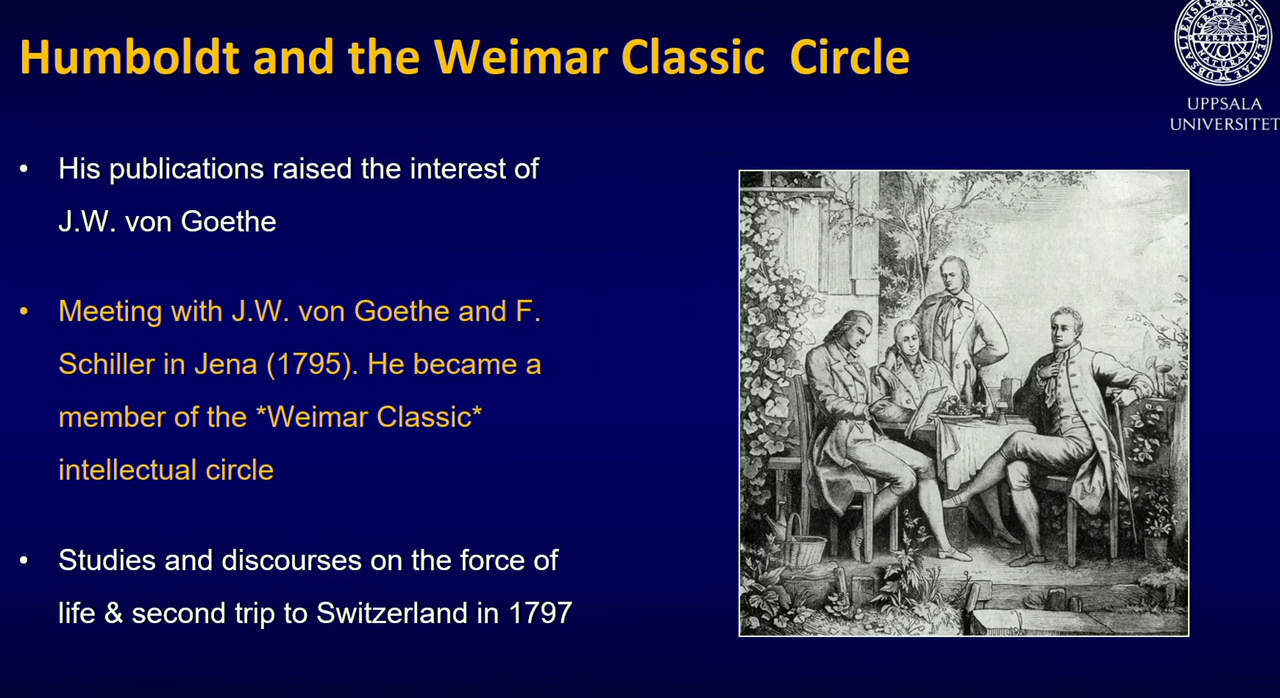 Humboldt and the Weimar Classic Circle
UPPSALA
UNIVERSITET
• His publications raised the interest of
J.W. von Goethe
• Meeting with J.W. von Goethe and F.
Schiller in Jena (1795). He became a
member of the *Weimar Classic*
intellectual circle
• Studies and discourses on the force of
life & second trip to Switzerland in 1797